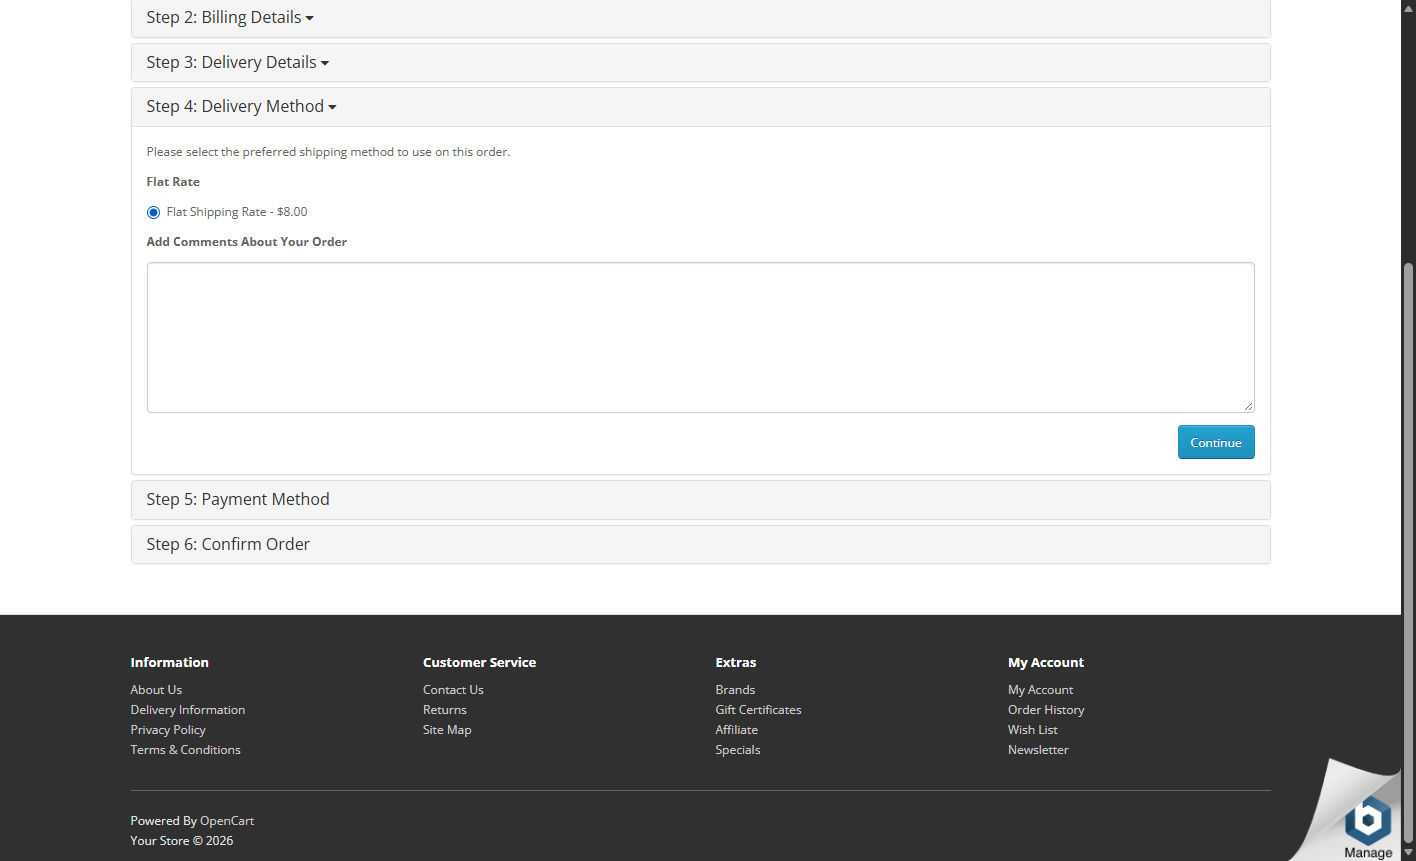 Step 2: Billing Details
Step 3: Delivery Details
Step 4: Delivery Method
Please select the preferred shipping method to use on this order.
Flat Rate
Flat Shipping Rate - $8.00
Add Comments About Your Order
Continue
Step 5: Payment Method
Step 6: Confirm Order
Information
About Us
Delivery Information
Privacy Policy
Terms & Conditions
Customer Service
Contact Us
Returns
Site Map
Extras
Brands
Gift Certificates
Affiliate
Specials
My Account
My Account
Order History
Wish List
Newsletter
Powered By OpenCart
Your Store © 2026
b
Manage